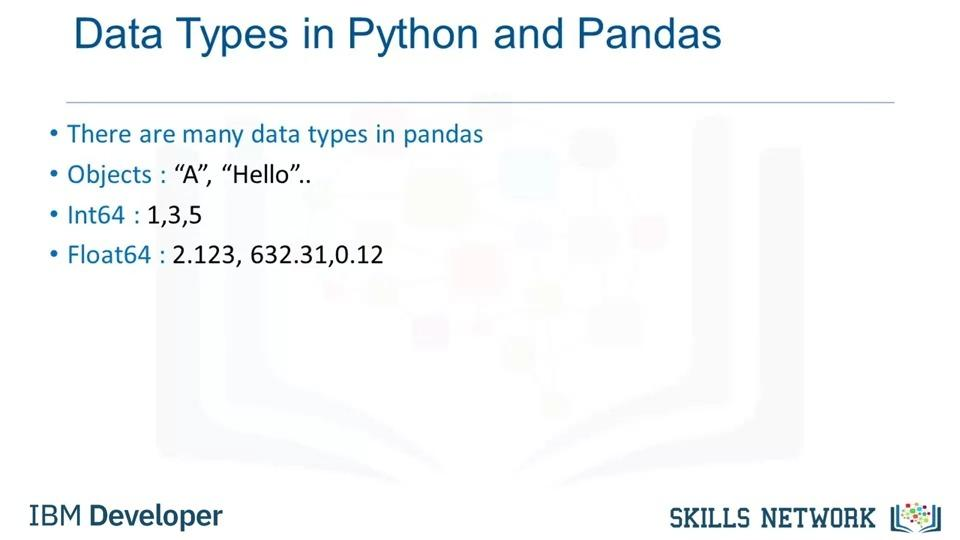 Data Types in Python and Pandas
• There are many data types in pandas
• Objects : “A”, “Hello”..
• Int64 : 1,3,5
• Float64 : 2.123, 632.31,0.12
IBM Developer
SKILLS NETWORK